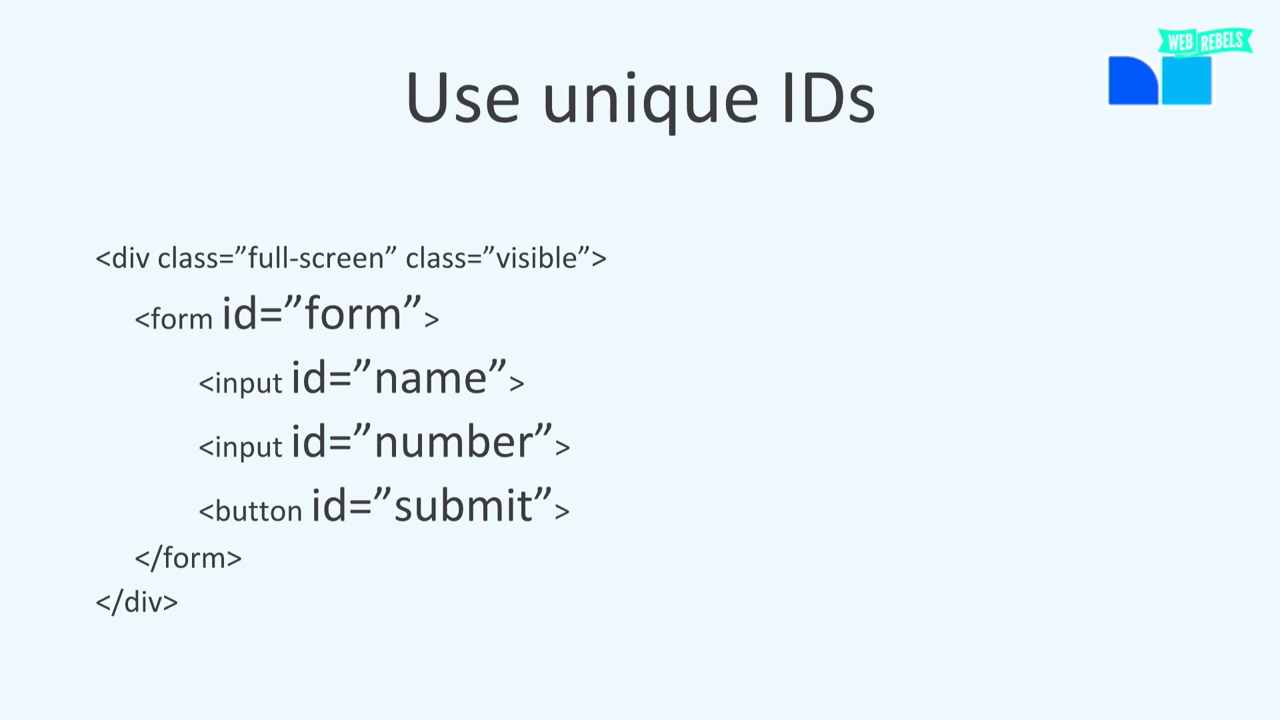 WEB REBELS
Use unique IDs
<div class=”full-screen” class=”visible”>
<form id=”form”>
<input id=”name”>
<input id=”number”>
<button id=”submit”>
</form>
</div>